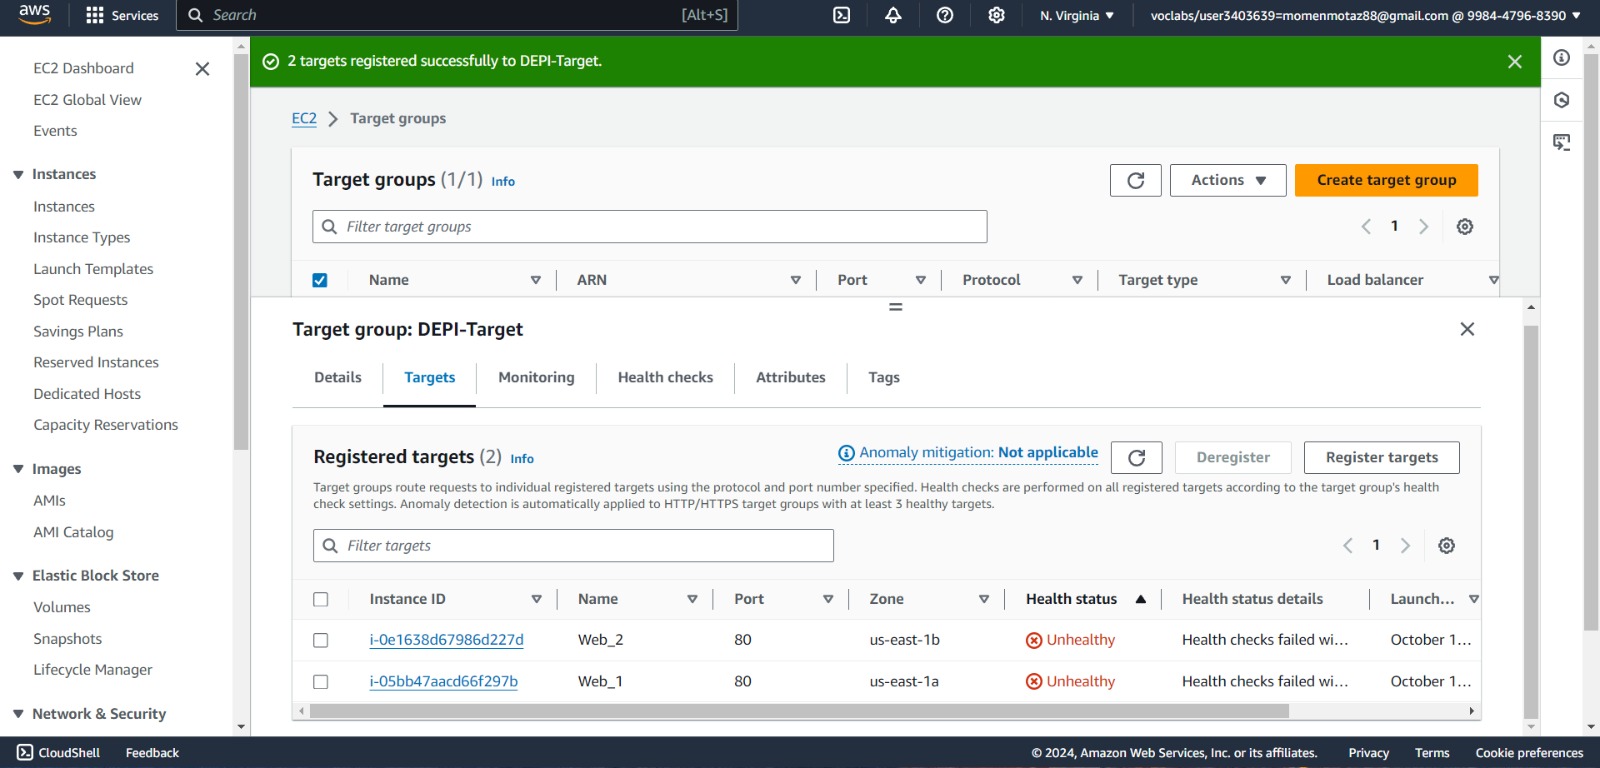 aws
Services
Search
[Alt+S]
N. Virginia
voclabs/user3403639=momenmotaz88@gmail.com @ 9984-4796-8390
EC2 Dashboard
EC2 Global View
Events
Instances
Instances
Instance Types
Launch Templates
Spot Requests
Savings Plans
Reserved Instances
Dedicated Hosts
Capacity Reservations
Images
AMIs
AMI Catalog
Elastic Block Store
Volumes
Snapshots
Lifecycle Manager
Network & Security
2 targets registered successfully to DEPI-Target.
EC2 > Target groups
Target groups (1/1) Info
Actions
Create target group
Filter target groups
1
Name ARN Port Protocol Target type Load balancer
Target group: DEPI-Target
Details Targets Monitoring Health checks Attributes Tags
Registered targets (2) Info
Anomaly mitigation: Not applicable
Deregister
Register targets
Target groups route requests to individual registered targets using the protocol and port number specified. Health checks are performed on all registered targets according to the target group's health
check settings. Anomaly detection is automatically applied to HTTP/HTTPS target groups with at least 3 healthy targets.
Filter targets
1
Instance ID Name Port Zone Health status Health status details Launch...
i-0e1638d67986d227d Web_2 80 us-east-1b Unhealthy Health checks failed wi... October 1...
i-05bb47aacd66f297b Web_1 80 us-east-1a Unhealthy Health checks failed wi... October 1...
CloudShell Feedback
© 2024, Amazon Web Services, Inc. or its affiliates. Privacy Terms Cookie preferences